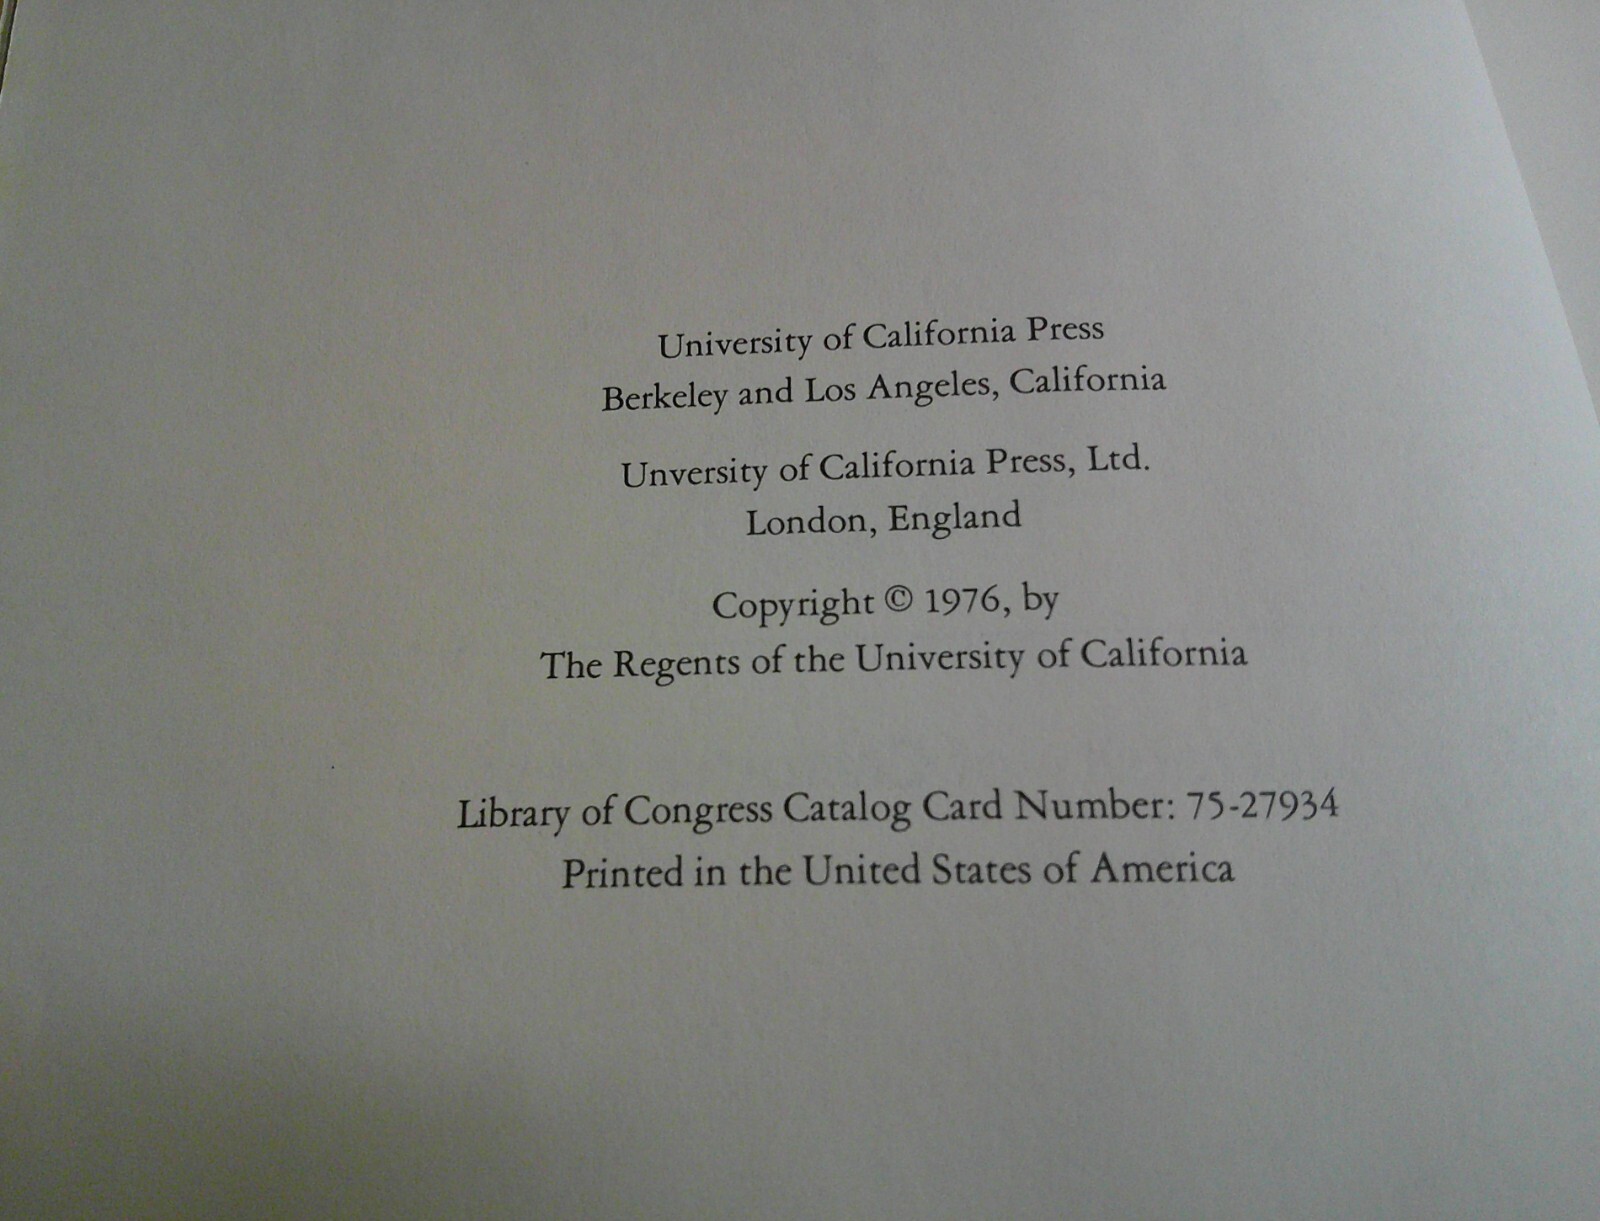 University of California Press
Berkeley and Los Angeles, California
Unversity of California Press, Ltd.
London, England
Copyright © 1976, by
The Regents of the University of California
Library of Congress Catalog Card Number: 75-27934
Printed in the United States of America